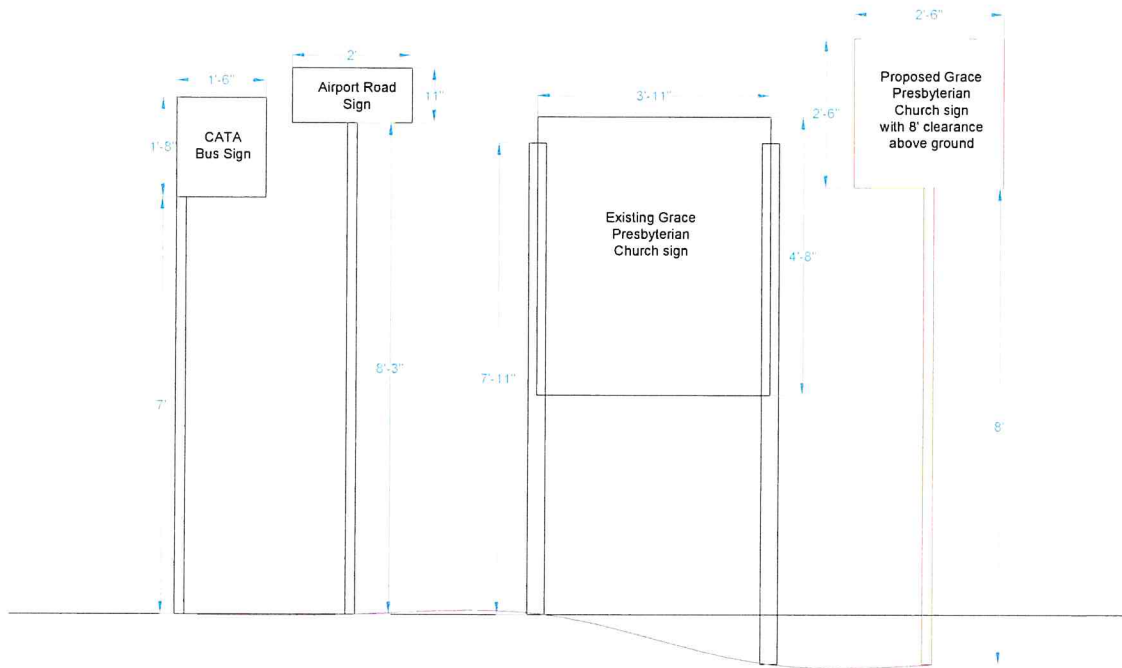 2'-6"
2'
1'-6"
Airport Road
Sign
11"
Proposed Grace
Presbyterian
Church sign
with 8' clearance
above ground
3'-11"
2'-6"
1'-8"
CATA
Bus Sign
Existing Grace
Presbyterian
Church sign
4'-8"
8'-3"
7'-11"
7'
8'